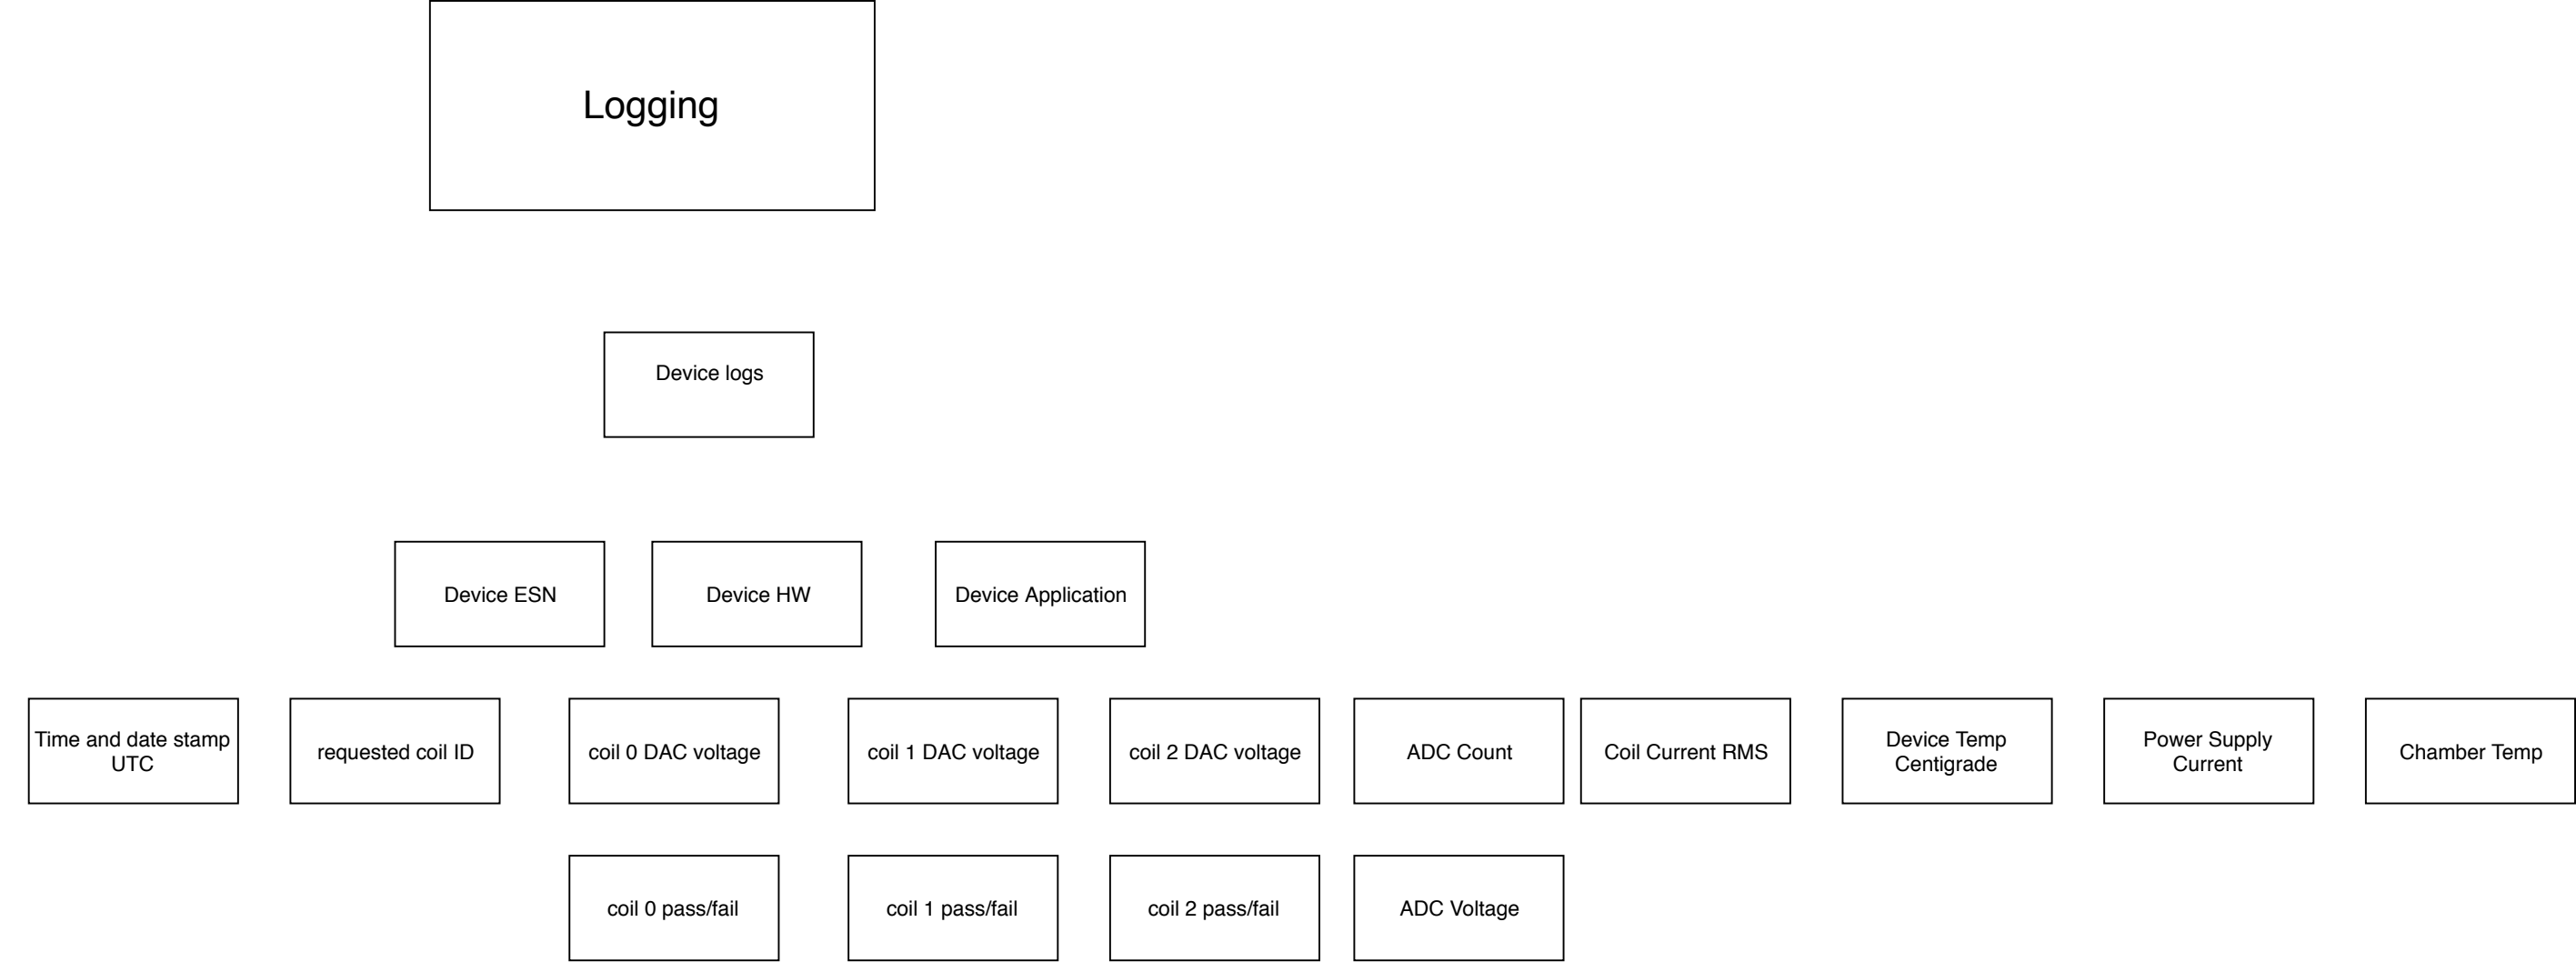 Logging
Device logs
Device ESN
Device HW
Device Application
Time and date stamp
UTC
requested coil ID
coil 0 DAC voltage
coil 1 DAC voltage
coil 2 DAC voltage
ADC Count
Coil Current RMS
Device Temp
Centigrade
Power Supply
Current
Chamber Temp
coil 0 pass/fail
coil 1 pass/fail
coil 2 pass/fail
ADC Voltage